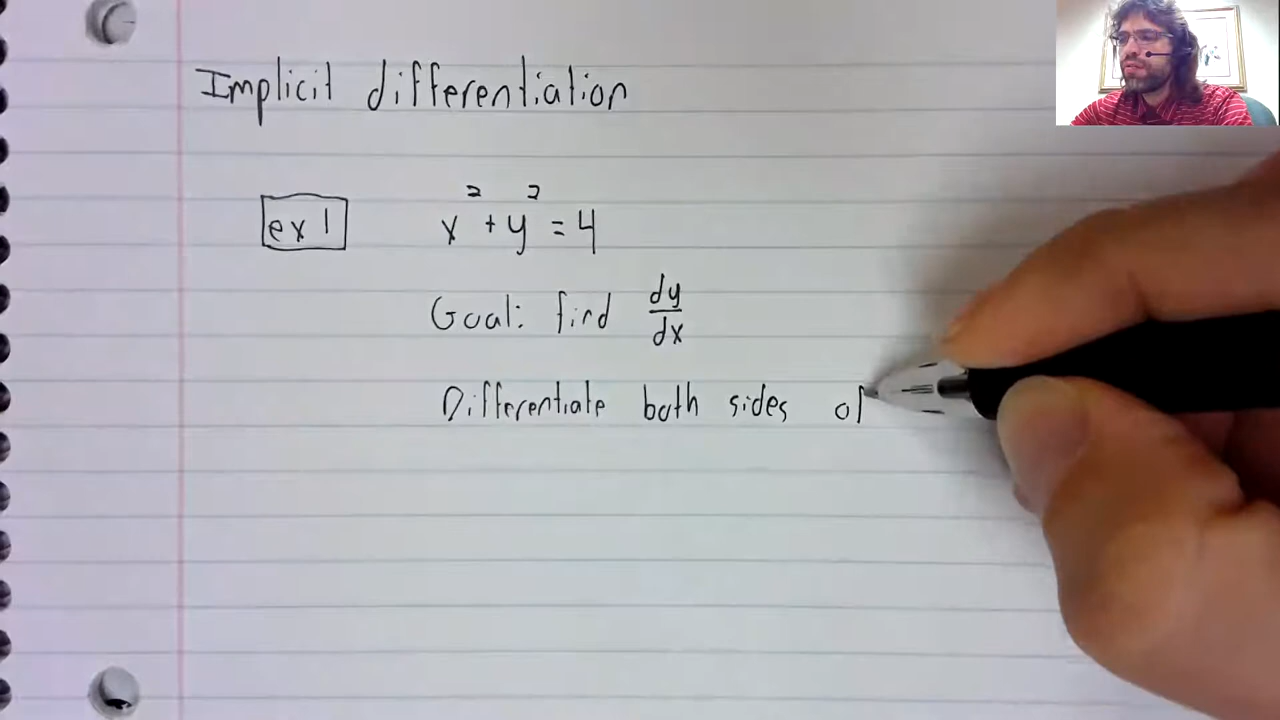 Implicit differentiation
ex 1
x² + y² = 4
Goal: find dy/dx
Differentiate both sides of